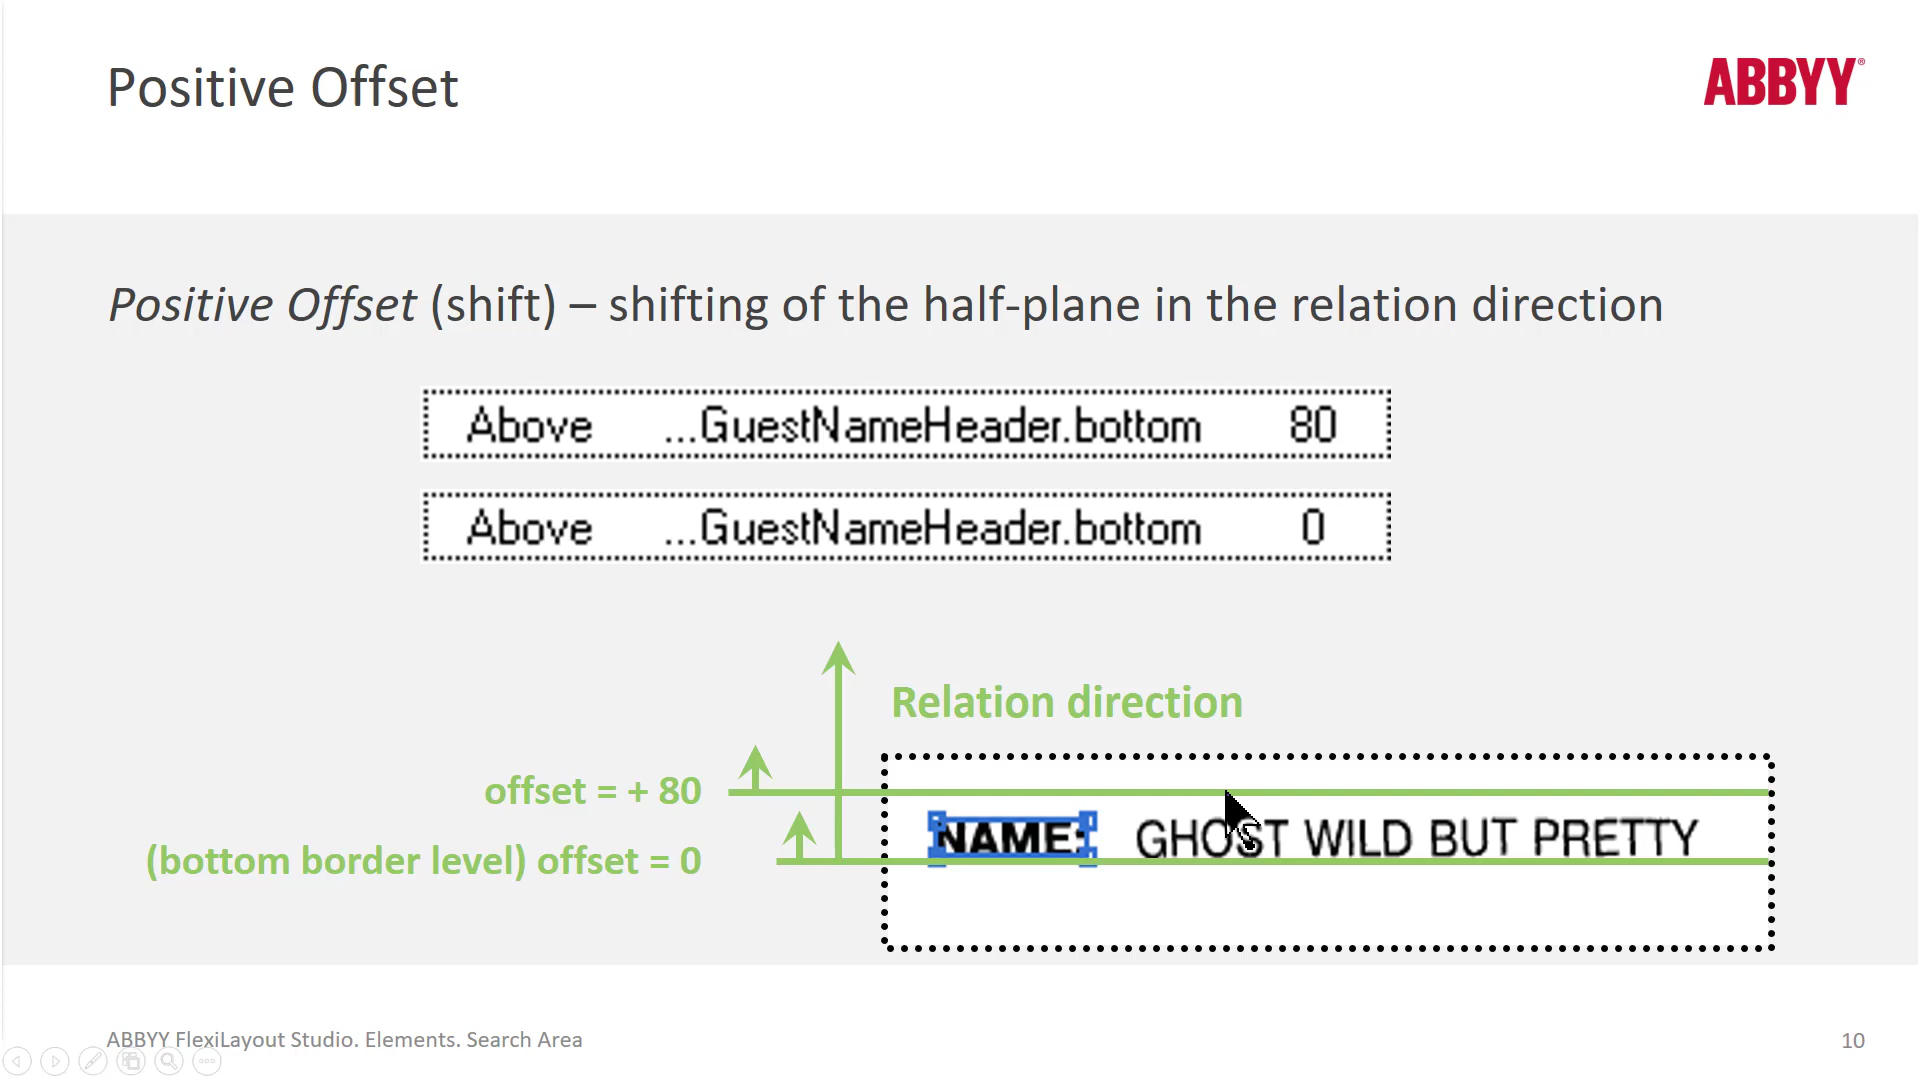 Positive Offset
ABBYY®
Positive Offset (shift) – shifting of the half-plane in the relation direction
Above ...GuestNameHeader.bottom 80
Above ...GuestNameHeader.bottom 0
Relation direction
offset = + 80
NAME: GHOST WILD BUT PRETTY
(bottom border level) offset = 0
ABBYY FlexiLayout Studio. Elements. Search Area
10